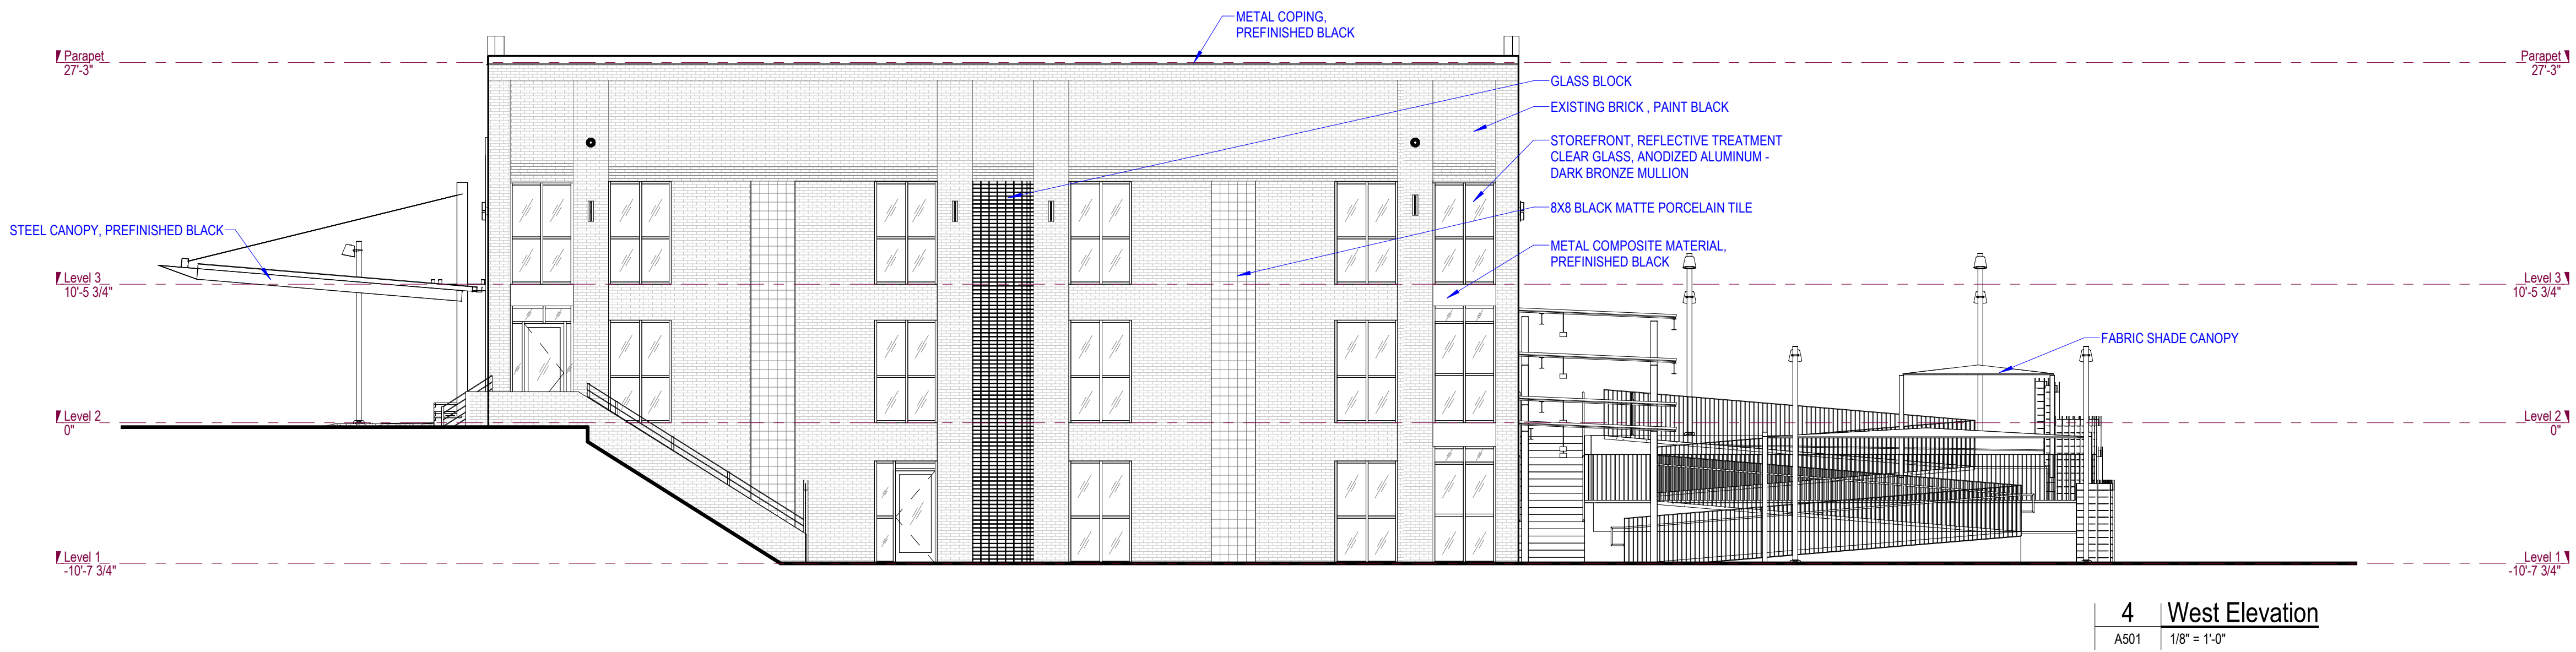 METAL COPING,
PREFINISHED BLACK
Parapet
27'-3"
Parapet
27'-3"
GLASS BLOCK
EXISTING BRICK , PAINT BLACK
STOREFRONT, REFLECTIVE TREATMENT
CLEAR GLASS, ANODIZED ALUMINUM -
DARK BRONZE MULLION
8X8 BLACK MATTE PORCELAIN TILE
STEEL CANOPY, PREFINISHED BLACK
METAL COMPOSITE MATERIAL,
PREFINISHED BLACK
Level 3
10'-5 3/4"
Level 3
10'-5 3/4"
FABRIC SHADE CANOPY
Level 2
0"
Level 2
0"
Level 1
-10'-7 3/4"
Level 1
-10'-7 3/4"
4 West Elevation
A501 1/8" = 1'-0"